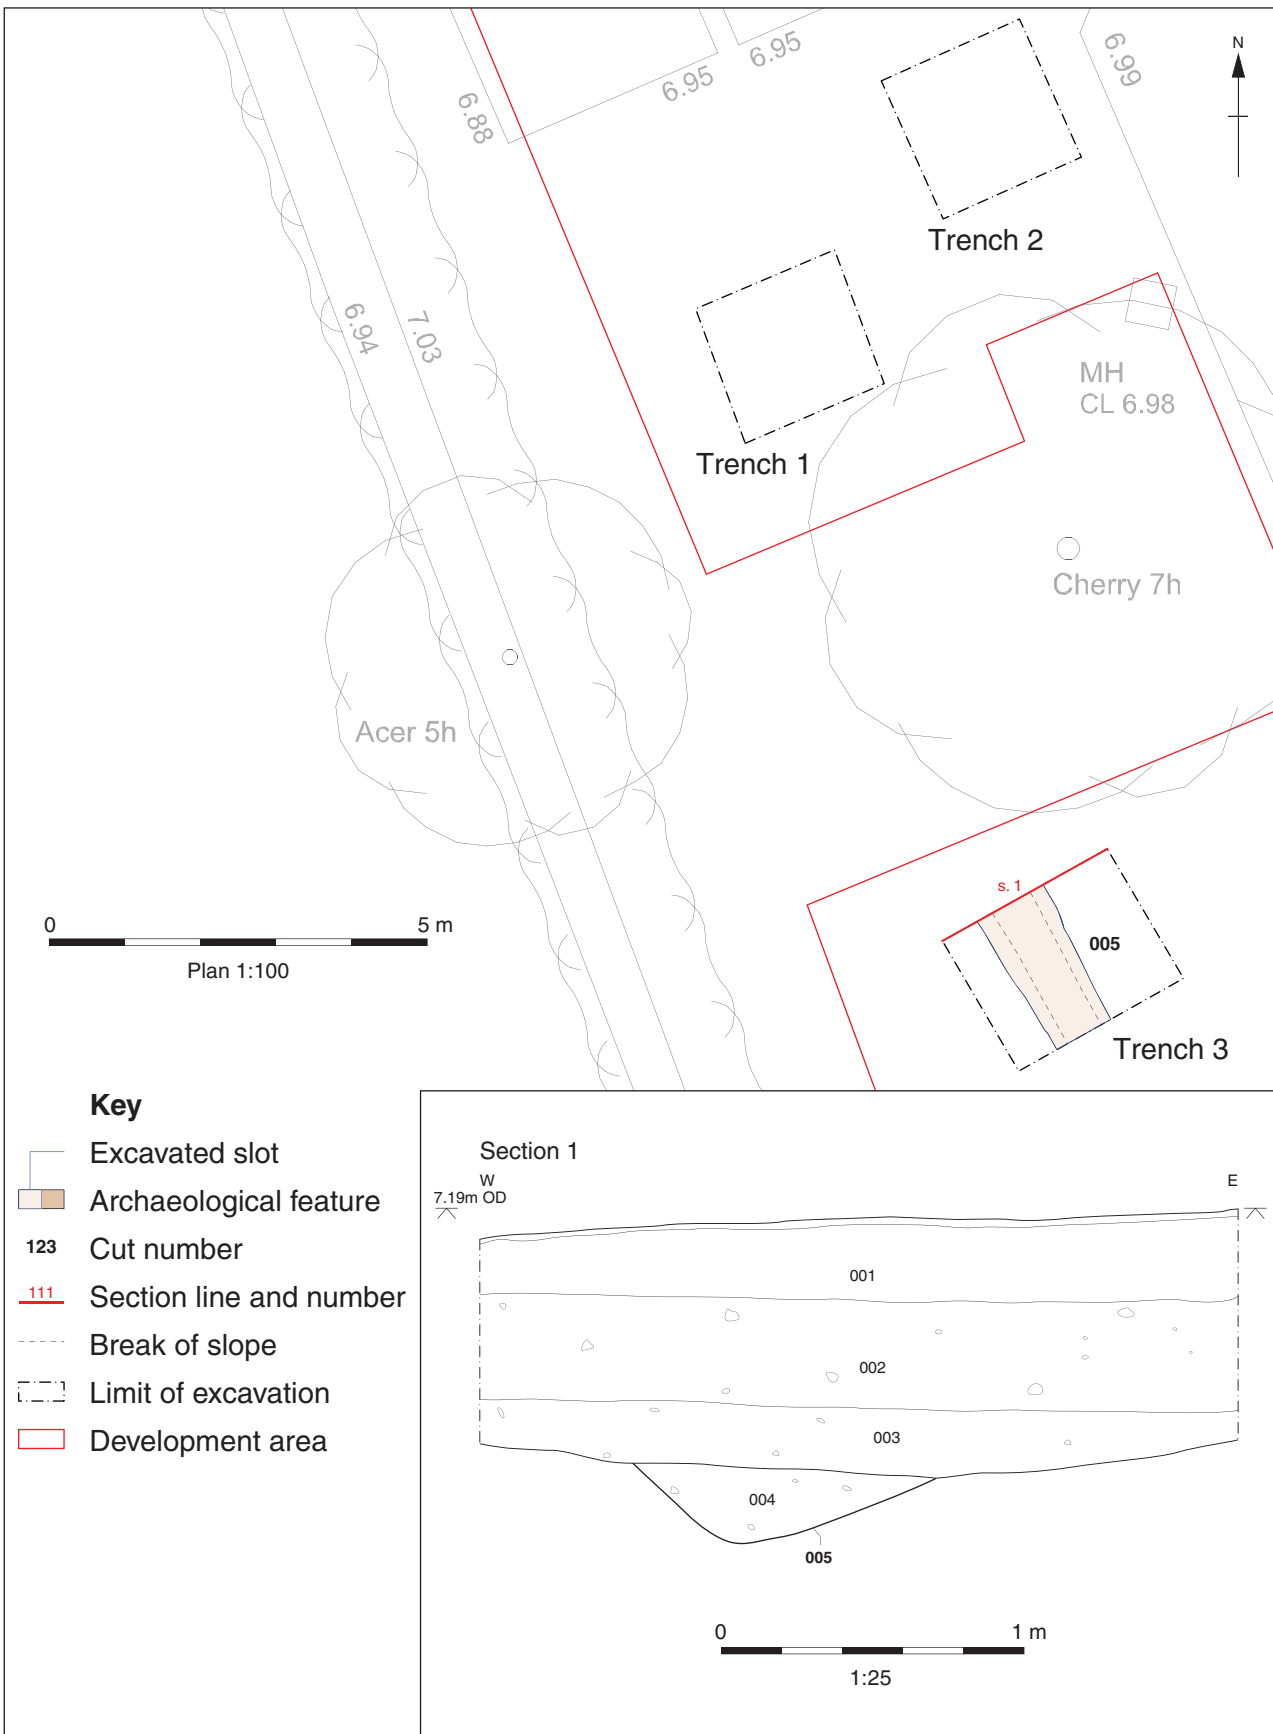 6.95
6.95
6.99
N
6.88
Trench 2
6.94
7.03
MH
CL 6.98
Trench 1
Cherry 7h
Acer 5h
s. 1
0 5 m
Plan 1:100
005
Trench 3
Key
Excavated slot
Archaeological feature
123 Cut number
111 Section line and number
Break of slope
Limit of excavation
Development area
Section 1
W E
7.19m OD
001
002
003
004
005
0 1 m
1:25